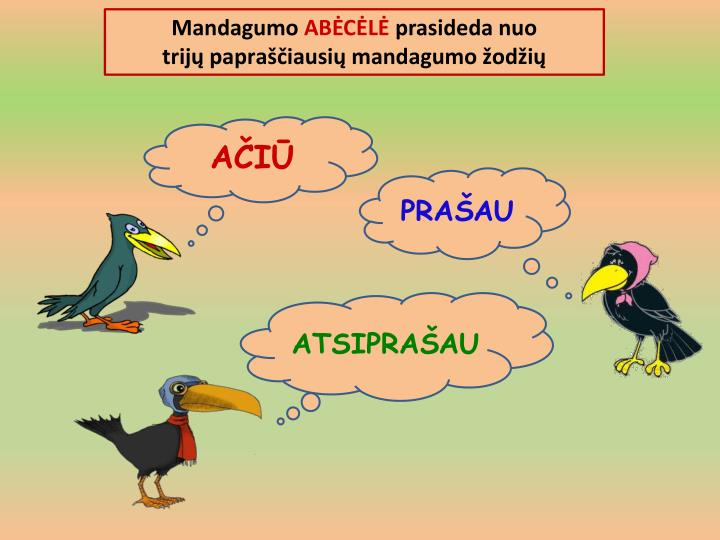 Mandagumo ABĖCĖLĖ prasideda nuo
trijų paprasčiausių mandagumo žodžių
AČIŪ
PRAŠAU
ATSIPRAŠAU